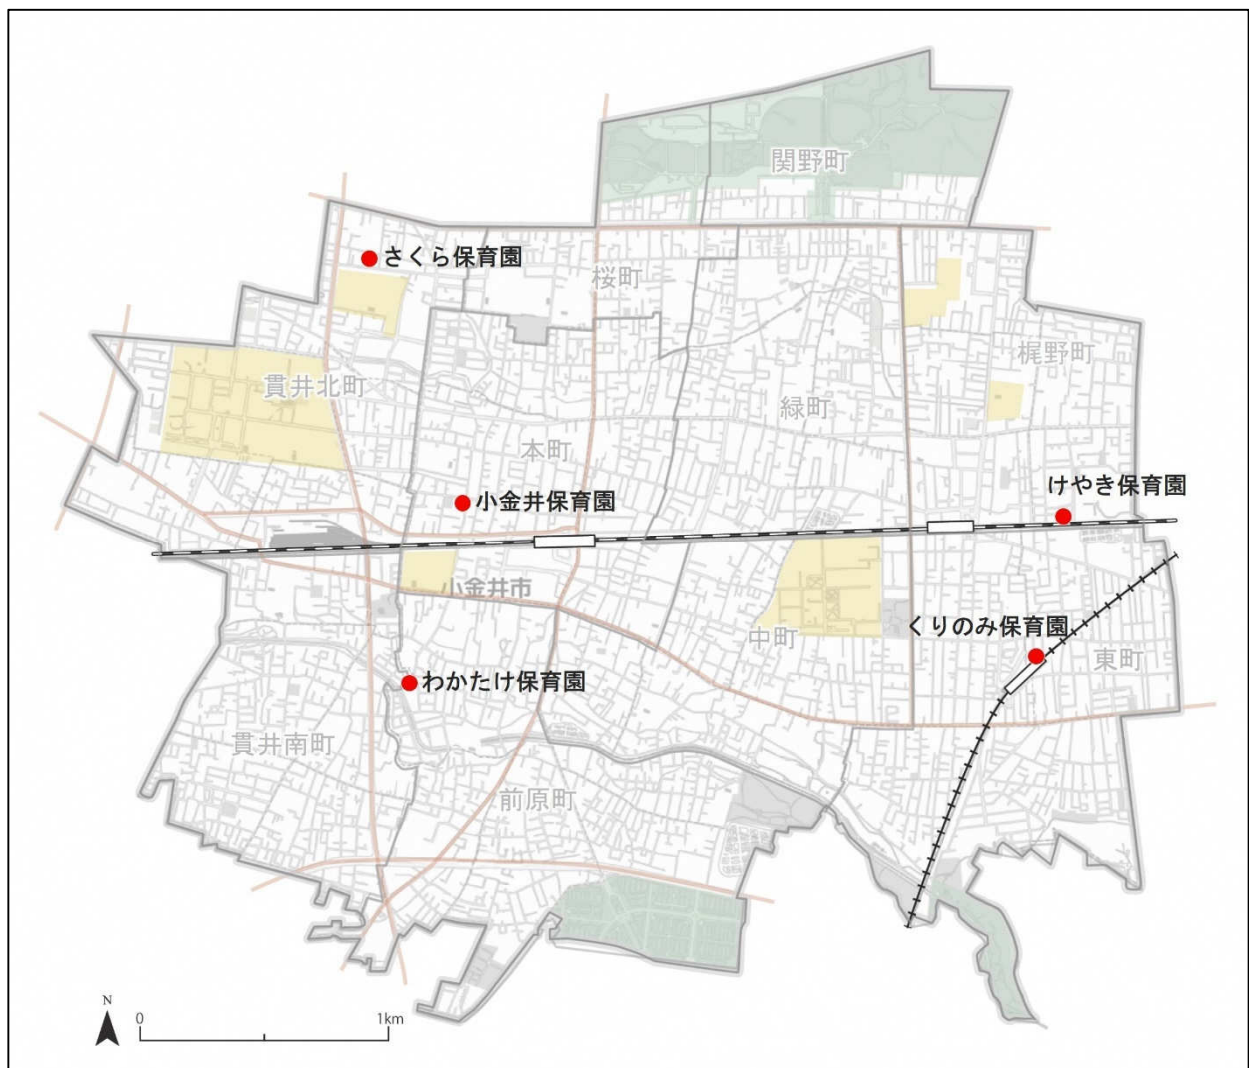 関野町
さくら保育園
桜町
梶野町
貫井北町
緑町
本町
けやき保育園
小金井保育園
小金井市
くりのみ保育園
中町
東町
わかたけ保育園
貫井南町
前原町
N
0
1km